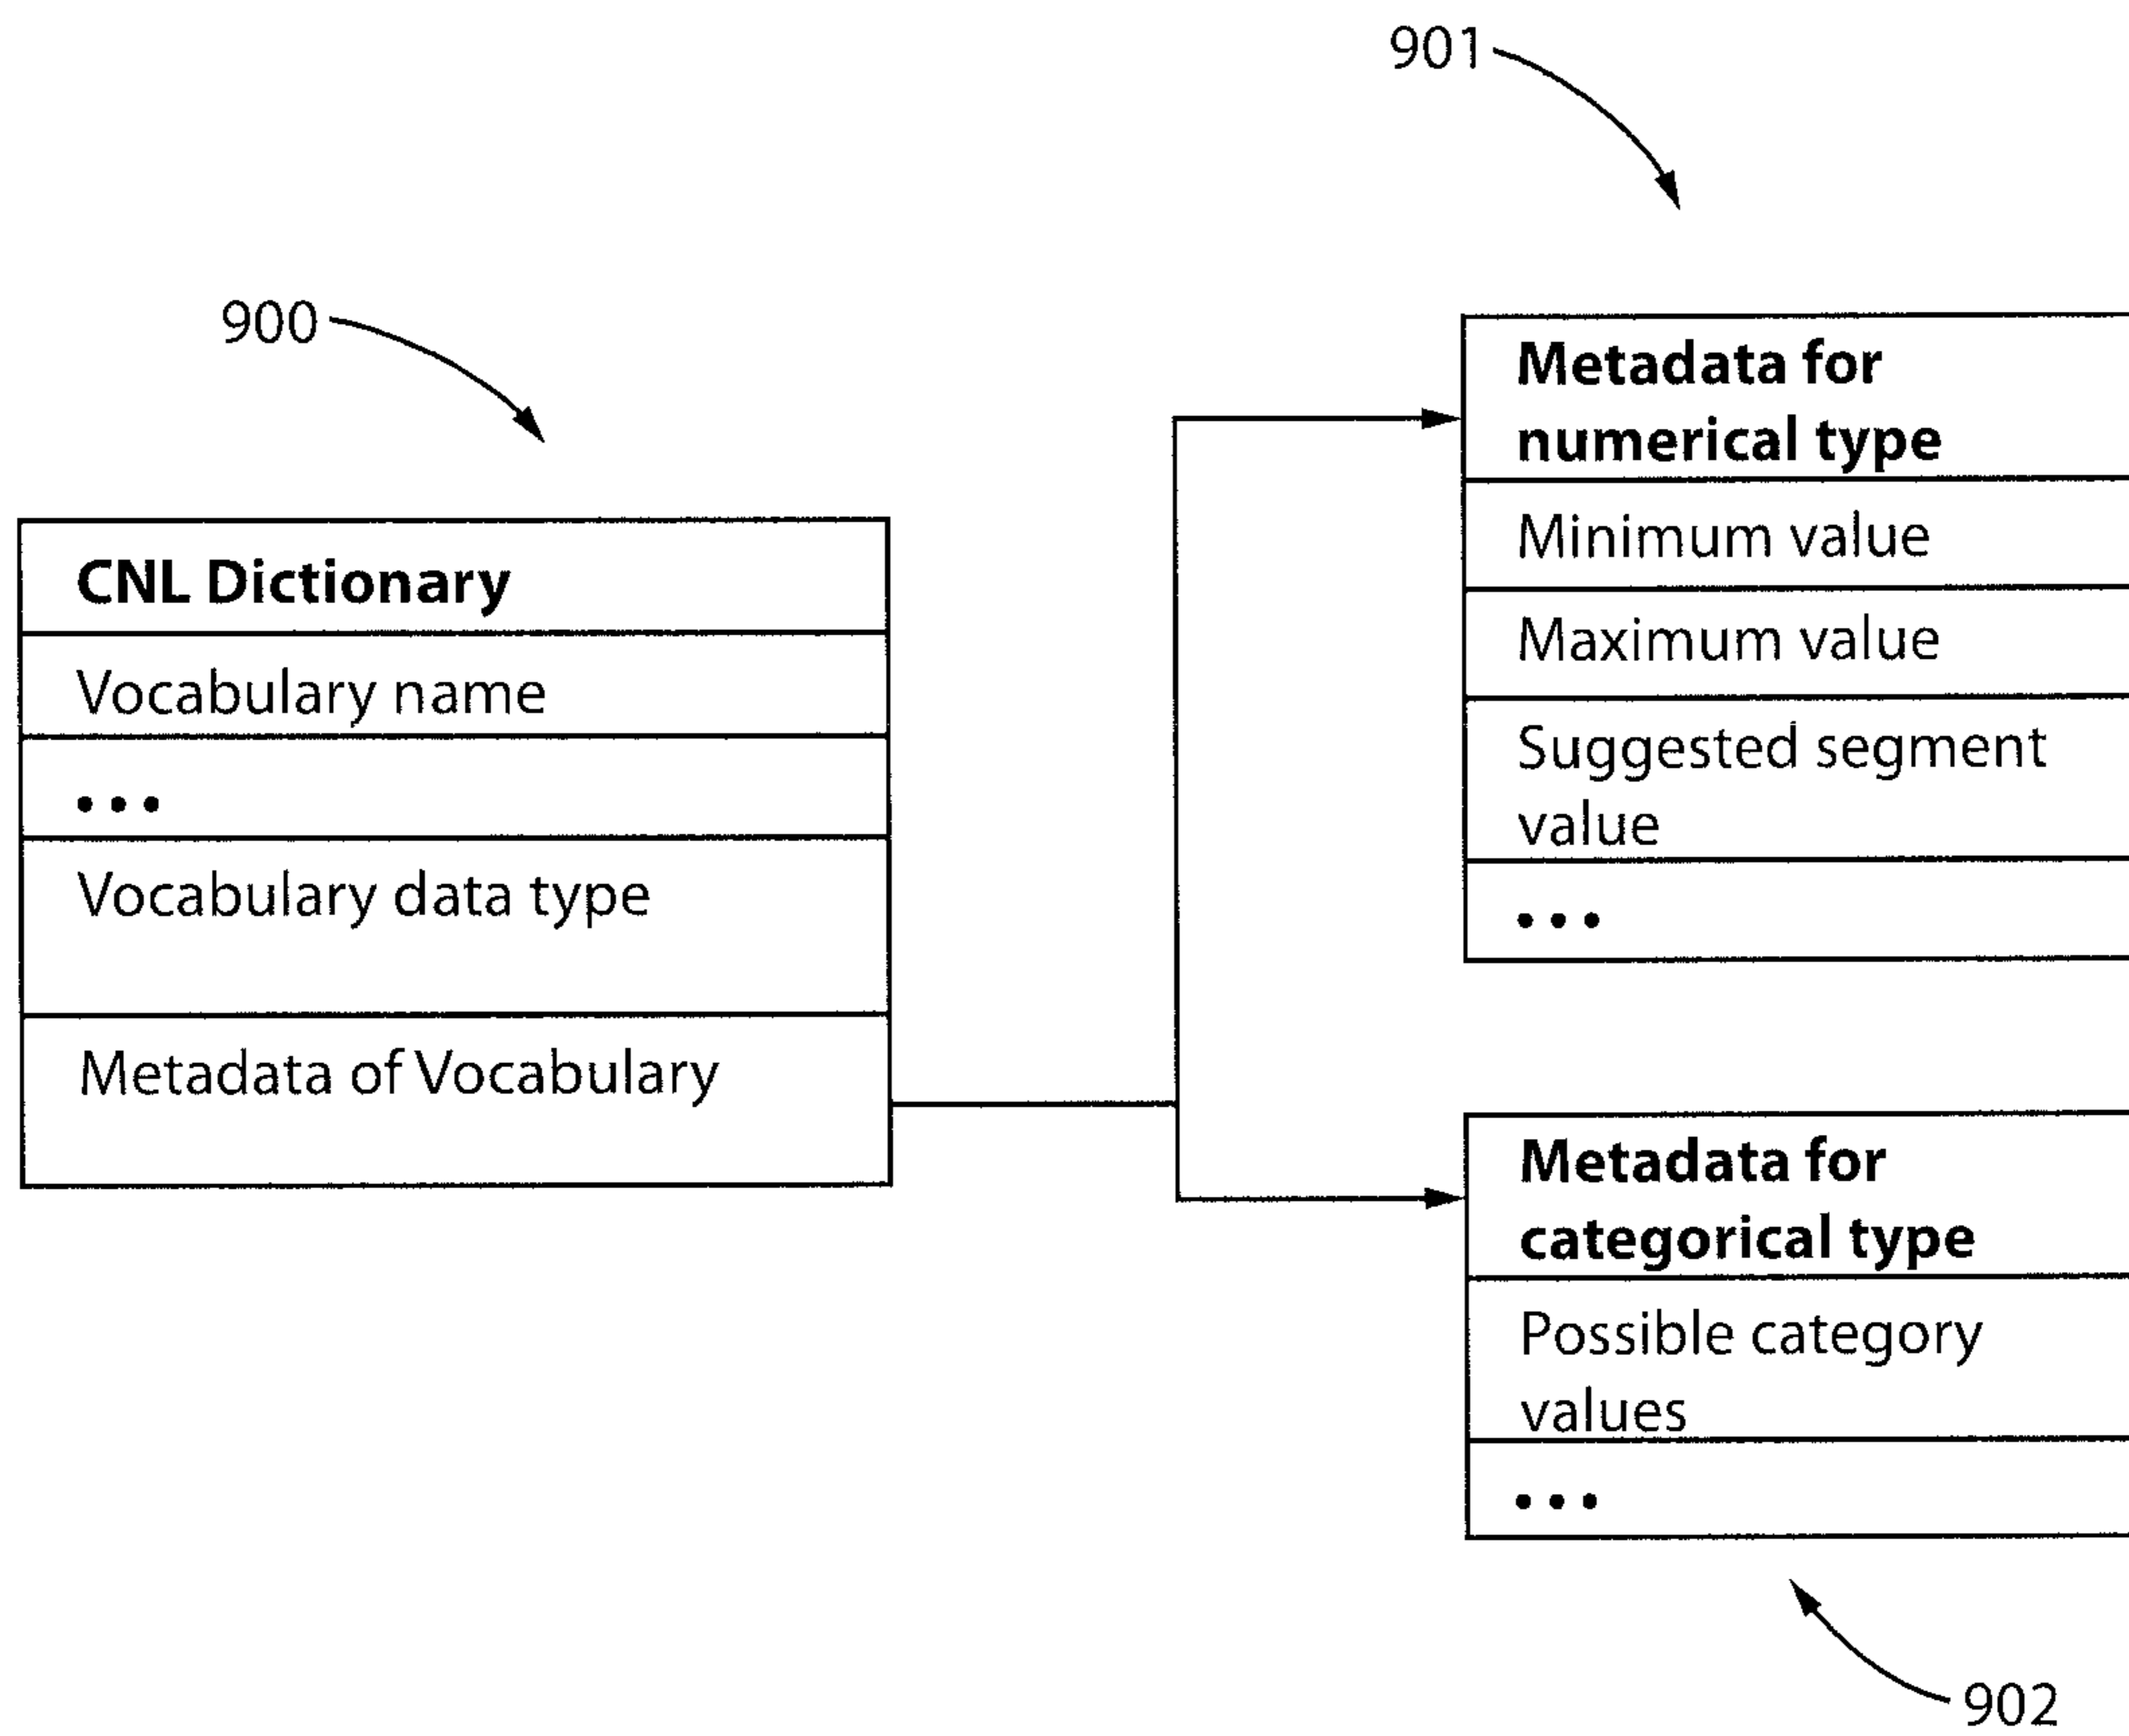 901
900
CNL Dictionary
Vocabulary name
•••
Vocabulary data type
Metadata of Vocabulary
Metadata for
numerical type
Minimum value
Maximum value
Suggested segment
value
•••
Metadata for
categorical type
Possible category
values
•••
902